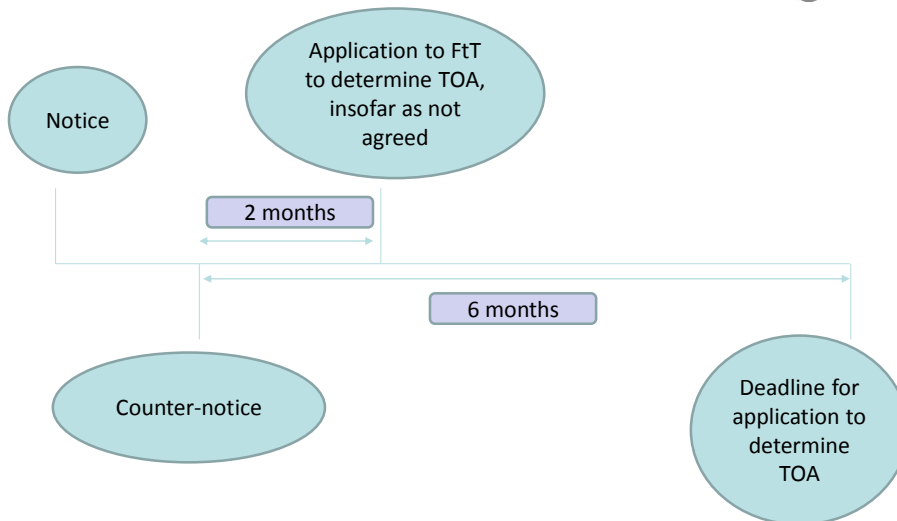 Application to FtT
to determine TOA,
insofar as not
agreed
Notice
2 months
6 months
Counter-notice
Deadline for
application to
determine
TOA